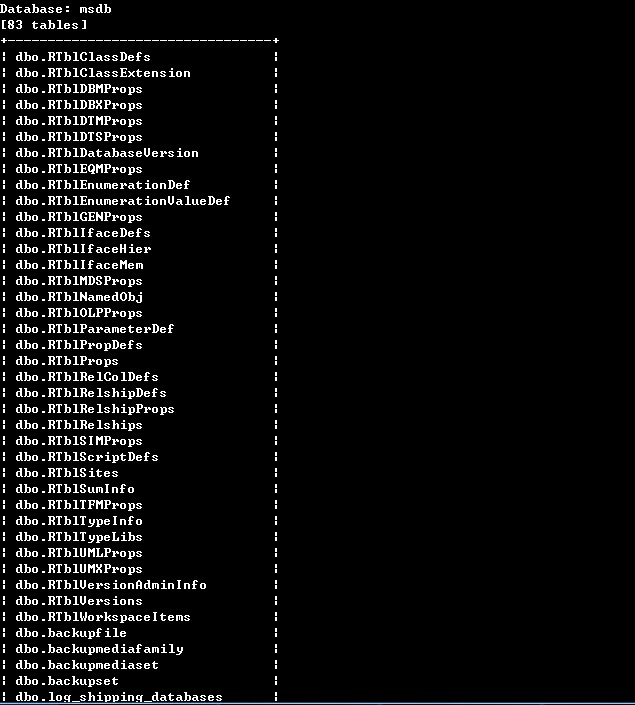 Database: msdb
[83 tables]
+---------------------------------+
| dbo.RTblClassDefs |
| dbo.RTblClassExtension |
| dbo.RTblDBMProps |
| dbo.RTblDBXProps |
| dbo.RTblDTMProps |
| dbo.RTblDTSProps |
| dbo.RTblDatabaseVersion |
| dbo.RTblEQMProps |
| dbo.RTblEnumerationDef |
| dbo.RTblEnumerationValueDef |
| dbo.RTblGENProps |
| dbo.RTblIfaceDefs |
| dbo.RTblIfaceHier |
| dbo.RTblIfaceMem |
| dbo.RTblMDSProps |
| dbo.RTblNamedObj |
| dbo.RTblOLPProps |
| dbo.RTblParameterDef |
| dbo.RTblPropDefs |
| dbo.RTblProps |
| dbo.RTblRelColDefs |
| dbo.RTblRelshipDefs |
| dbo.RTblRelshipProps |
| dbo.RTblRelships |
| dbo.RTblSIMProps |
| dbo.RTblScriptDefs |
| dbo.RTblSites |
| dbo.RTblSumInfo |
| dbo.RTblTFMProps |
| dbo.RTblTypeInfo |
| dbo.RTblTypeLibs |
| dbo.RTblUMLProps |
| dbo.RTblUMXProps |
| dbo.RTblVersionAdminInfo |
| dbo.RTblVersions |
| dbo.RTblWorkspaceItems |
| dbo.backupfile |
| dbo.backupmediafamily |
| dbo.backupmediaset |
| dbo.backupset |
| dbo.log_shipping_databases |